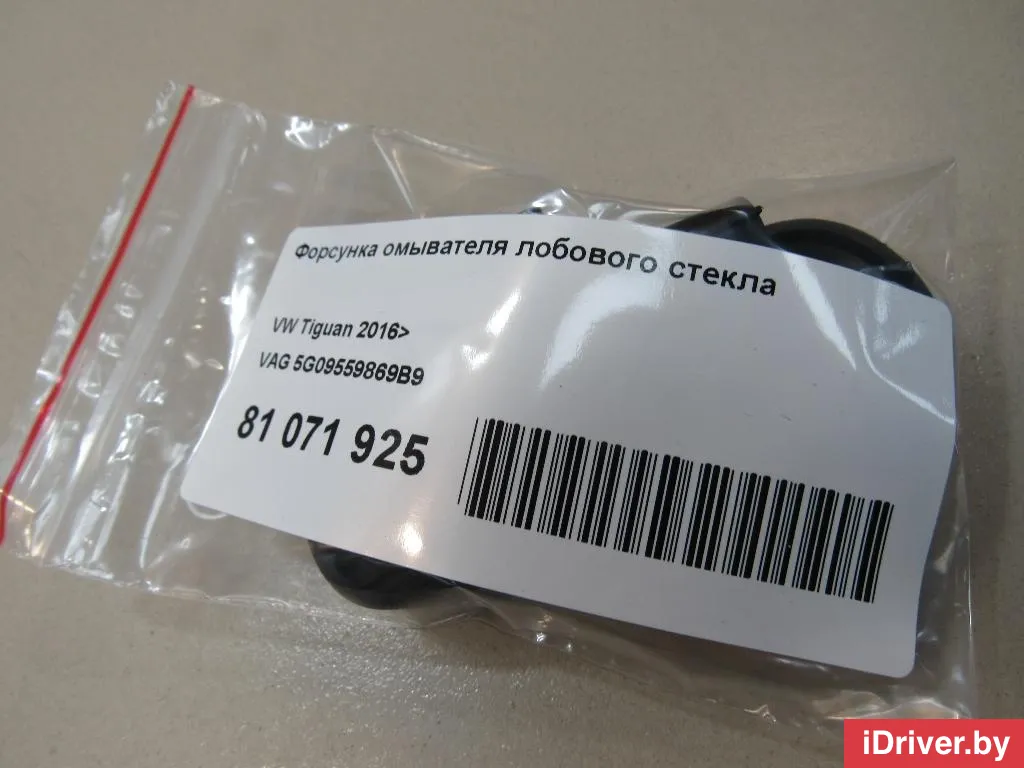 Форсунка омывателя лобового стекла
VW Tiguan 2016>
VAG 5G09559869B9
81 071 925
iDriver.by